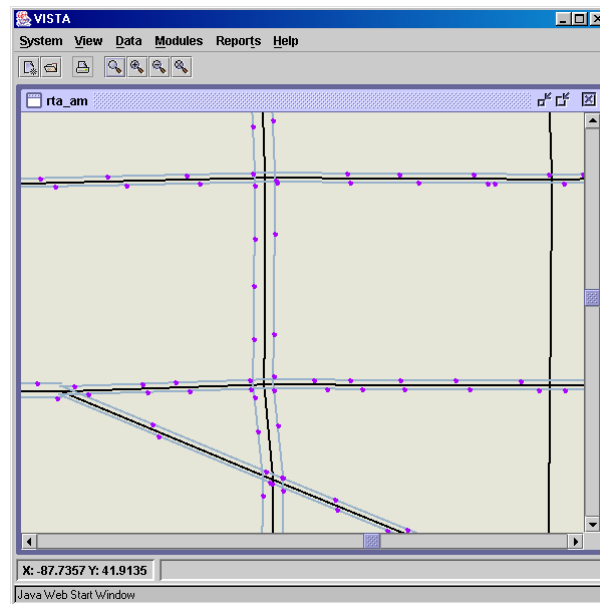 VISTA
System View Data Modules Reports Help
rta_am
X: -87.7357 Y: 41.9135
Java Web Start Window